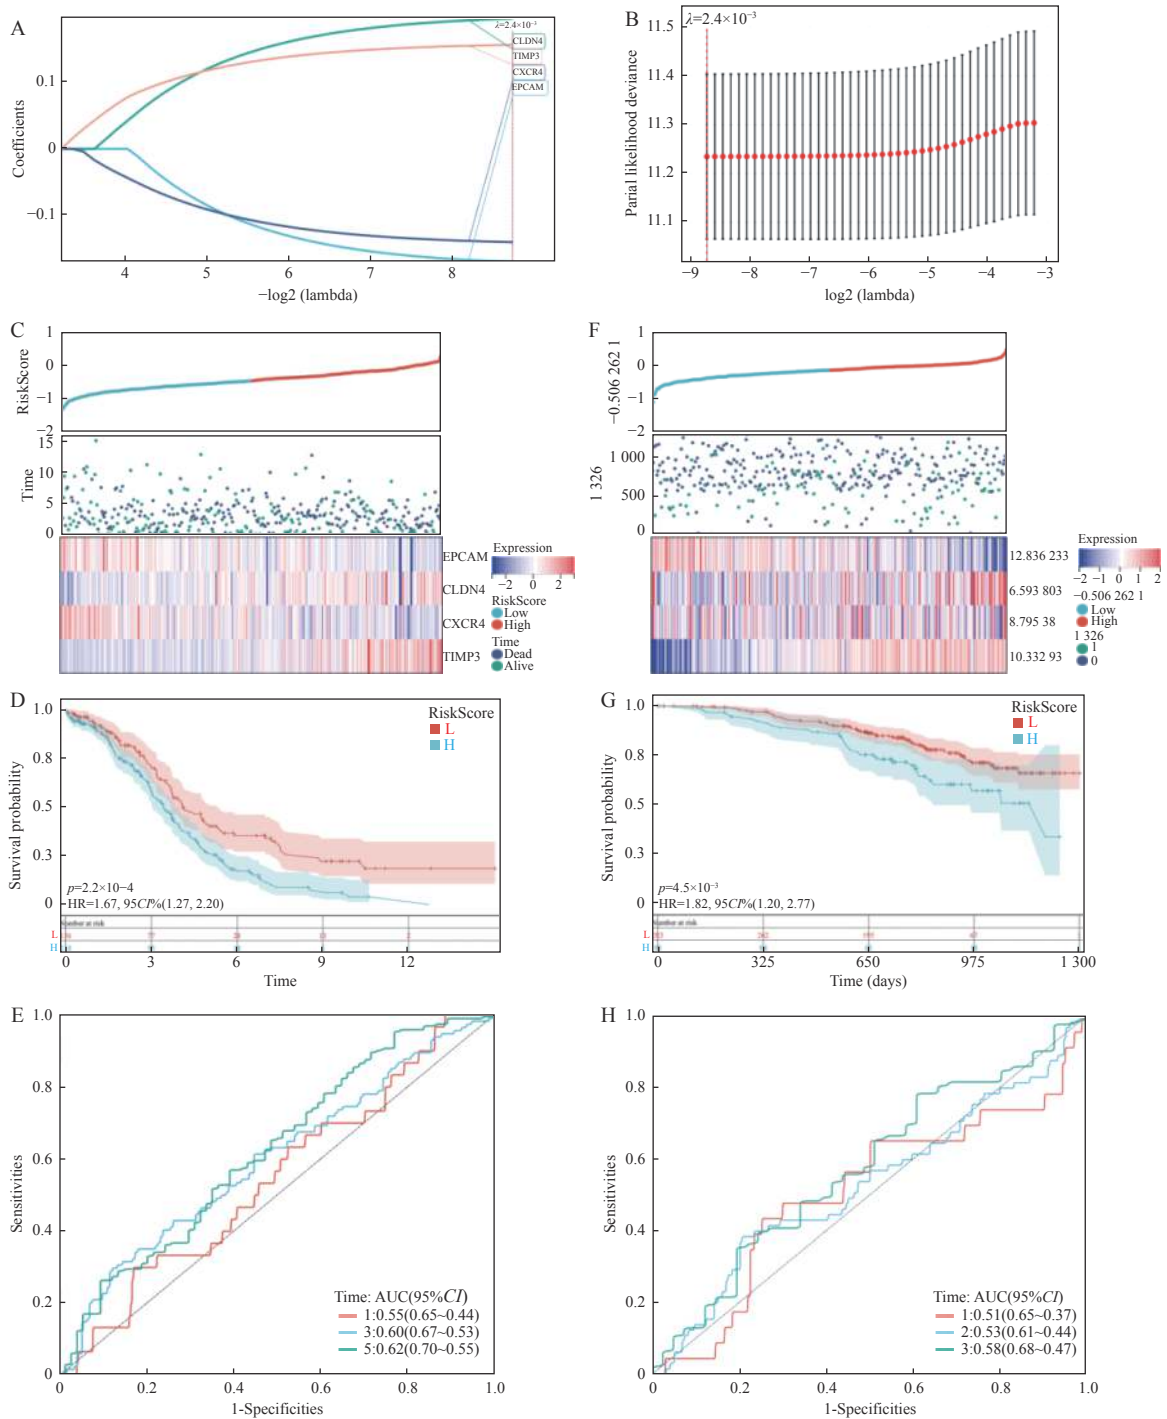 A
λ=2.4×10⁻³
CLDN4
TIMP3
CXCR4
EPCAM
0.1
0
−0.1
Coefficients
4 5 6 7 8
−log2 (lambda)
B
λ=2.4×10⁻³
11.5
11.4
11.3
11.2
11.1
Parial likelihood deviance
−9 −8 −7 −6 −5 −4 −3
log2 (lambda)
C
1
0
−1
−2
RiskScore
15
10
5
0
Time
EPCAM
CLDN4
CXCR4
TIMP3
Expression
−2 0 2
RiskScore
Low
High
Time
Dead
Alive
F
1
0
−1
−2
−0.506 262 1
1 000
500
0
1 326
12.836 233
6.593 803
8.795 38
10.332 93
Expression
−2 −1 0 1 2
−0.506 262 1
Low
High
1 326
1
0
D
1.0
0.8
0.5
0.3
0
Survival probability
RiskScore
L
H
p=2.2×10−4
HR=1.67, 95CI%(1.27, 2.20)
Number at risk
L
H
0 3 6 9 12
Time
G
1.0
0.8
0.5
0.3
0
Survival probability
RiskScore
L
H
p=4.5×10⁻³
HR=1.82, 95CI%(1.20, 2.77)
Number at risk
L
H
0 325 650 975 1 300
Time (days)
E
1.0
0.8
0.6
0.4
0.2
0
Sensitivities
Time: AUC(95%CI)
1:0.55(0.65~0.44)
3:0.60(0.67~0.53)
5:0.62(0.70~0.55)
0 0.2 0.4 0.6 0.8 1.0
1-Specificities
H
1.0
0.8
0.6
0.4
0.2
0
Sensitivities
Time: AUC(95%CI)
1:0.51(0.65~0.37)
2:0.53(0.61~0.44)
3:0.58(0.68~0.47)
0 0.2 0.4 0.6 0.8 1.0
1-Specificities